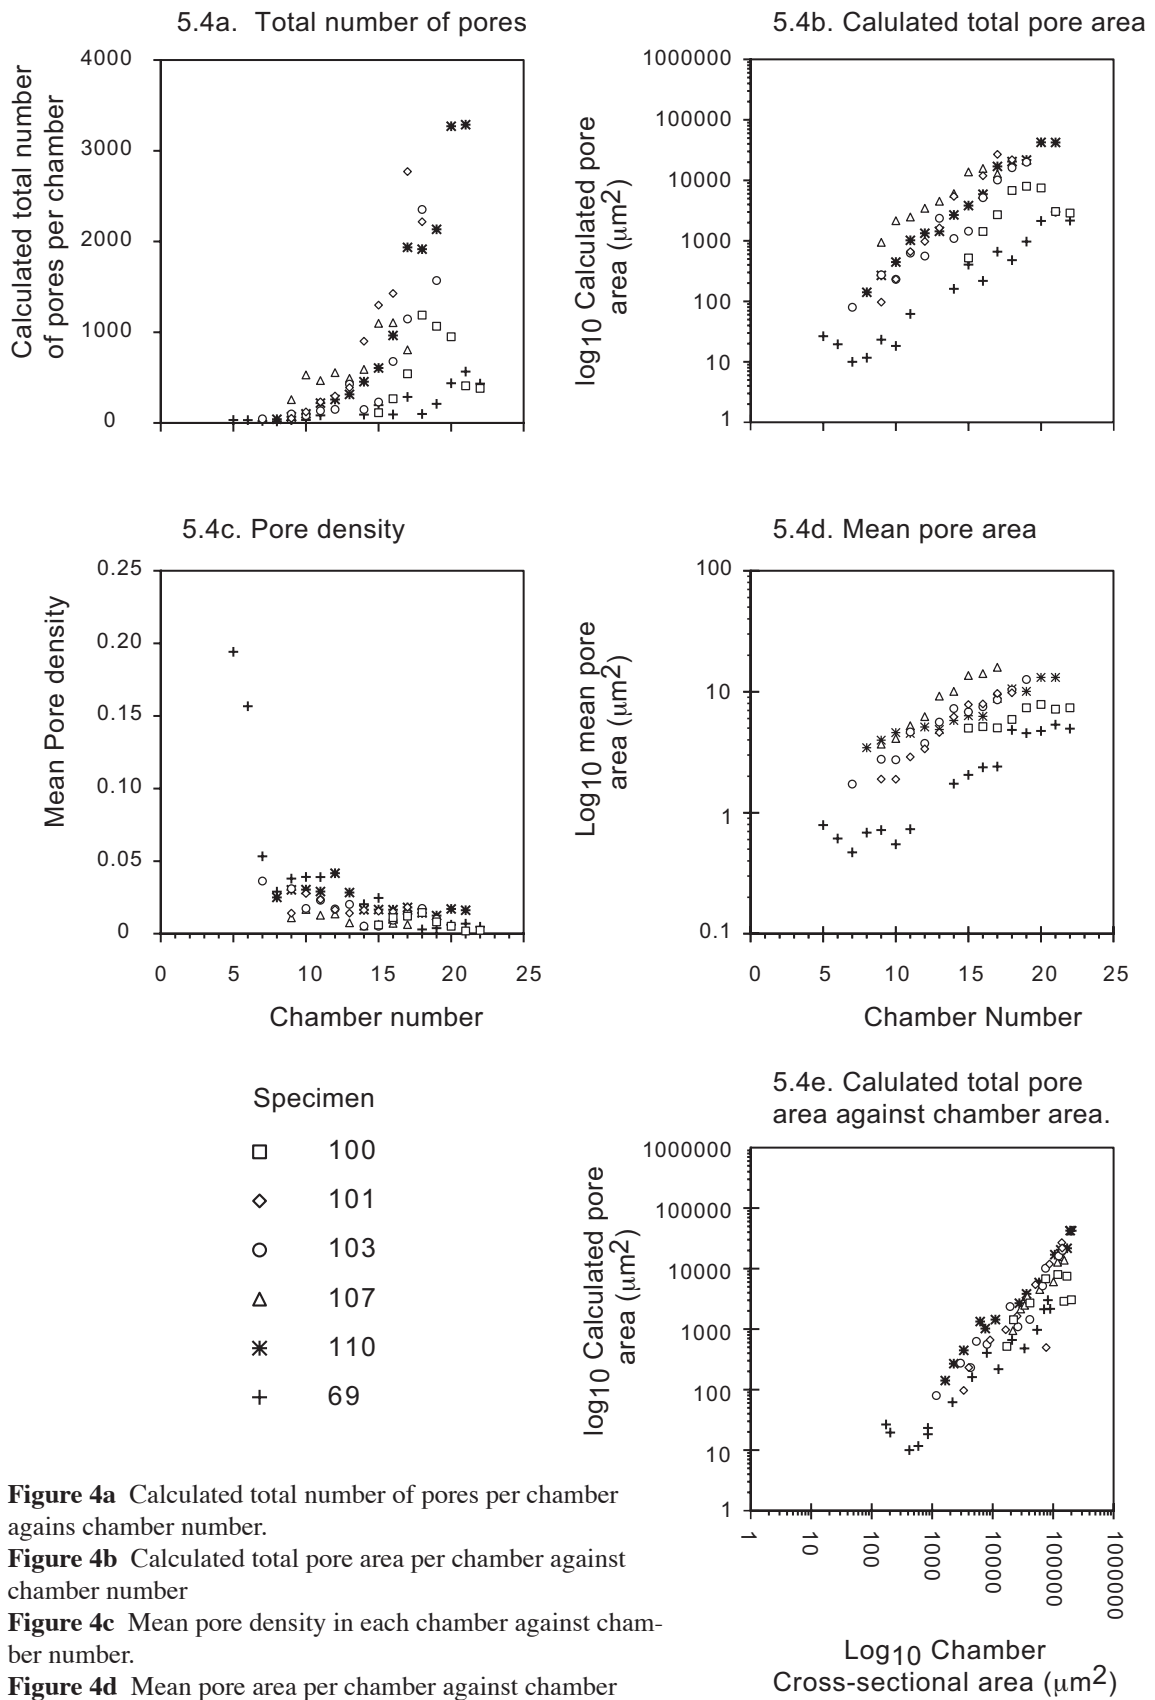 5.4a. Total number of pores
Calculated total number
of pores per chamber
4000
3000
2000
1000
0
5.4b. Calulated total pore area
log10 Calculated pore
area (μm2)
1000000
100000
10000
1000
100
10
1
5.4c. Pore density
Mean Pore density
0.25
0.20
0.15
0.10
0.05
0
0 5 10 15 20 25
Chamber number
5.4d. Mean pore area
Log10 mean pore
area (μm2)
100
10
1
0.1
0 5 10 15 20 25
Chamber Number
Specimen
100
101
103
107
110
69
5.4e. Calulated total pore
area against chamber area.
log10 Calculated pore
area (μm2)
1000000
100000
10000
1000
100
10
1
1
10
100
1000
10000
100000
1000000
Log10 Chamber
Cross-sectional area (μm2)
Figure 4a Calculated total number of pores per chamber
agains chamber number.
Figure 4b Calculated total pore area per chamber against
chamber number
Figure 4c Mean pore density in each chamber against cham-
ber number.
Figure 4d Mean pore area per chamber against chamber